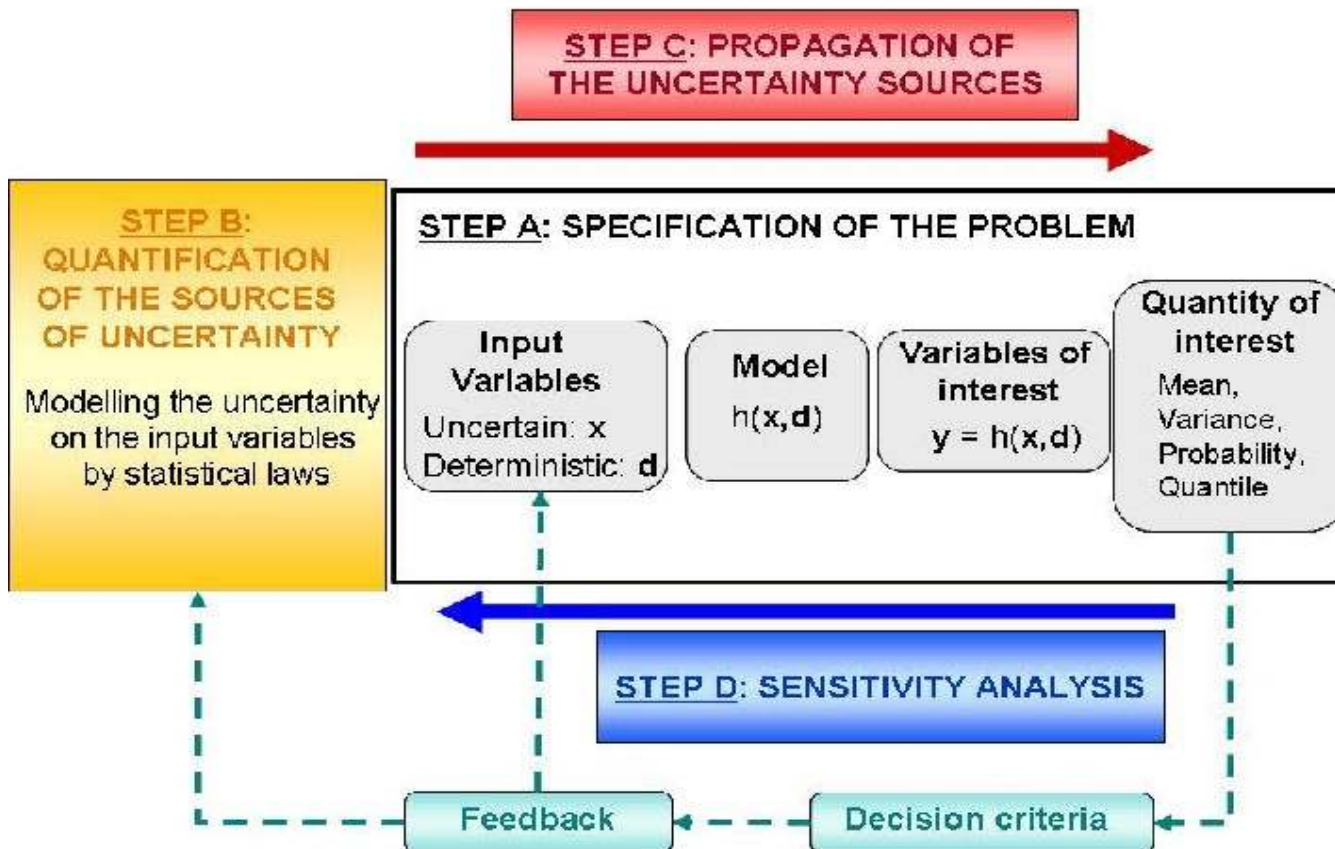 STEP C: PROPAGATION OF
THE UNCERTAINTY SOURCES
STEP B:
QUANTIFICATION
OF THE SOURCES
OF UNCERTAINTY
Modelling the uncertainty
on the input variables
by statistical laws
STEP A: SPECIFICATION OF THE PROBLEM
Input
Variables
Uncertain: x
Deterministic: d
Model
h(x,d)
Variables of
interest
y = h(x,d)
Quantity of
interest
Mean,
Variance,
Probability,
Quantile
STEP D: SENSITIVITY ANALYSIS
Feedback
Decision criteria